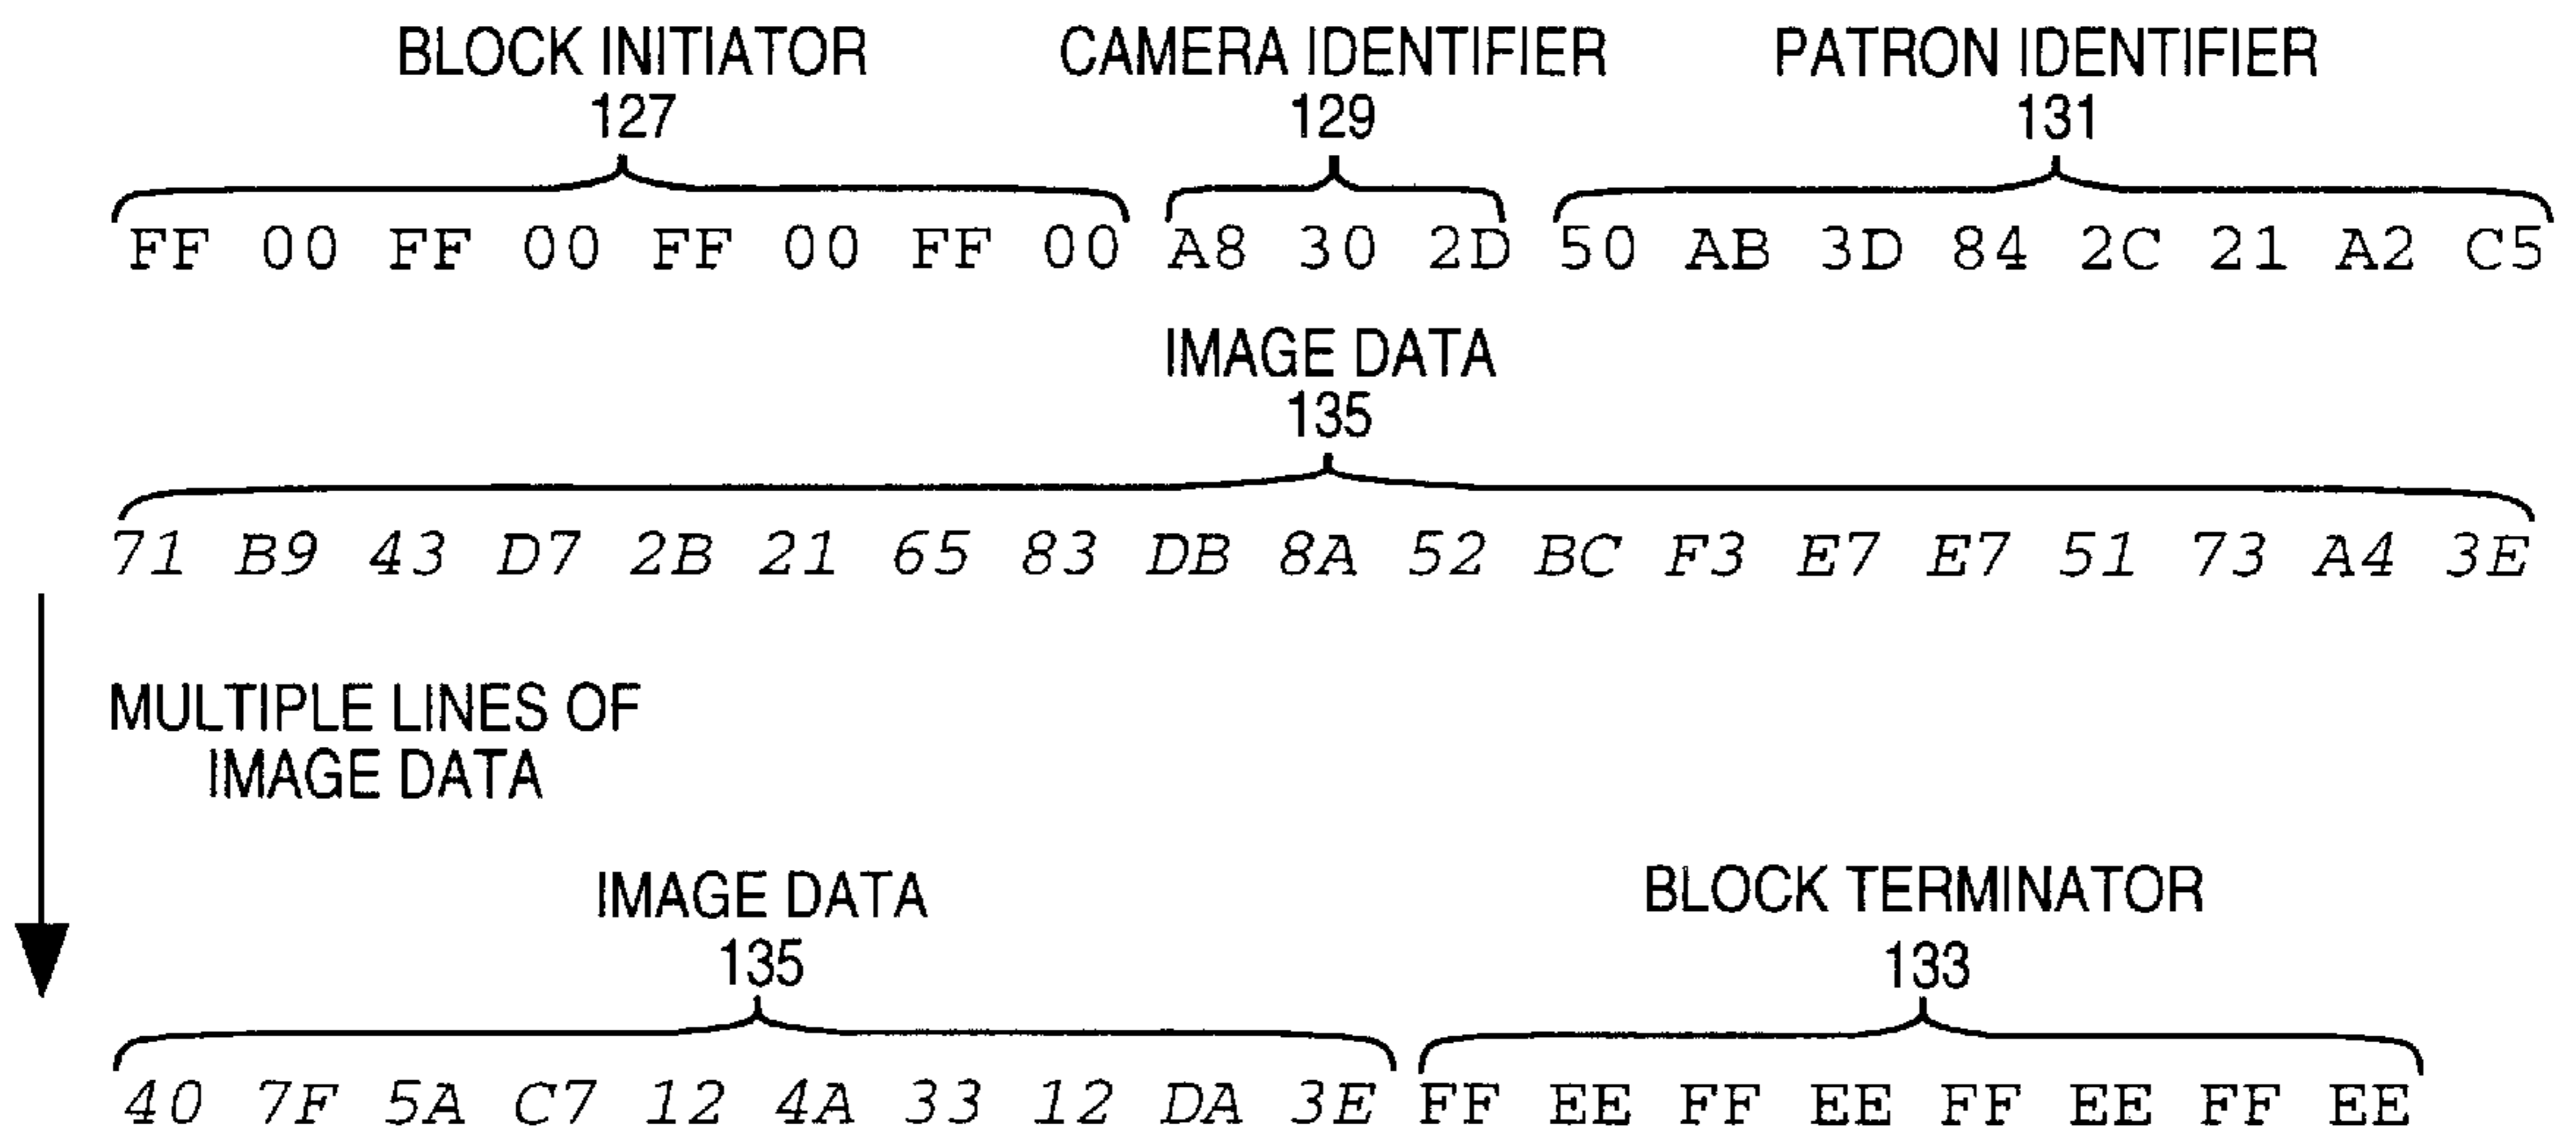 BLOCK INITIATOR CAMERA IDENTIFIER PATRON IDENTIFIER
127 129 131
FF 00 FF 00 FF 00 FF 00 A8 30 2D 50 AB 3D 84 2C 21 A2 C5
IMAGE DATA
135
71 B9 43 D7 2B 21 65 83 DB 8A 52 BC F3 E7 E7 51 73 A4 3E
MULTIPLE LINES OF
IMAGE DATA
IMAGE DATA BLOCK TERMINATOR
135 133
40 7F 5A C7 12 4A 33 12 DA 3E FF EE FF EE FF EE FF EE